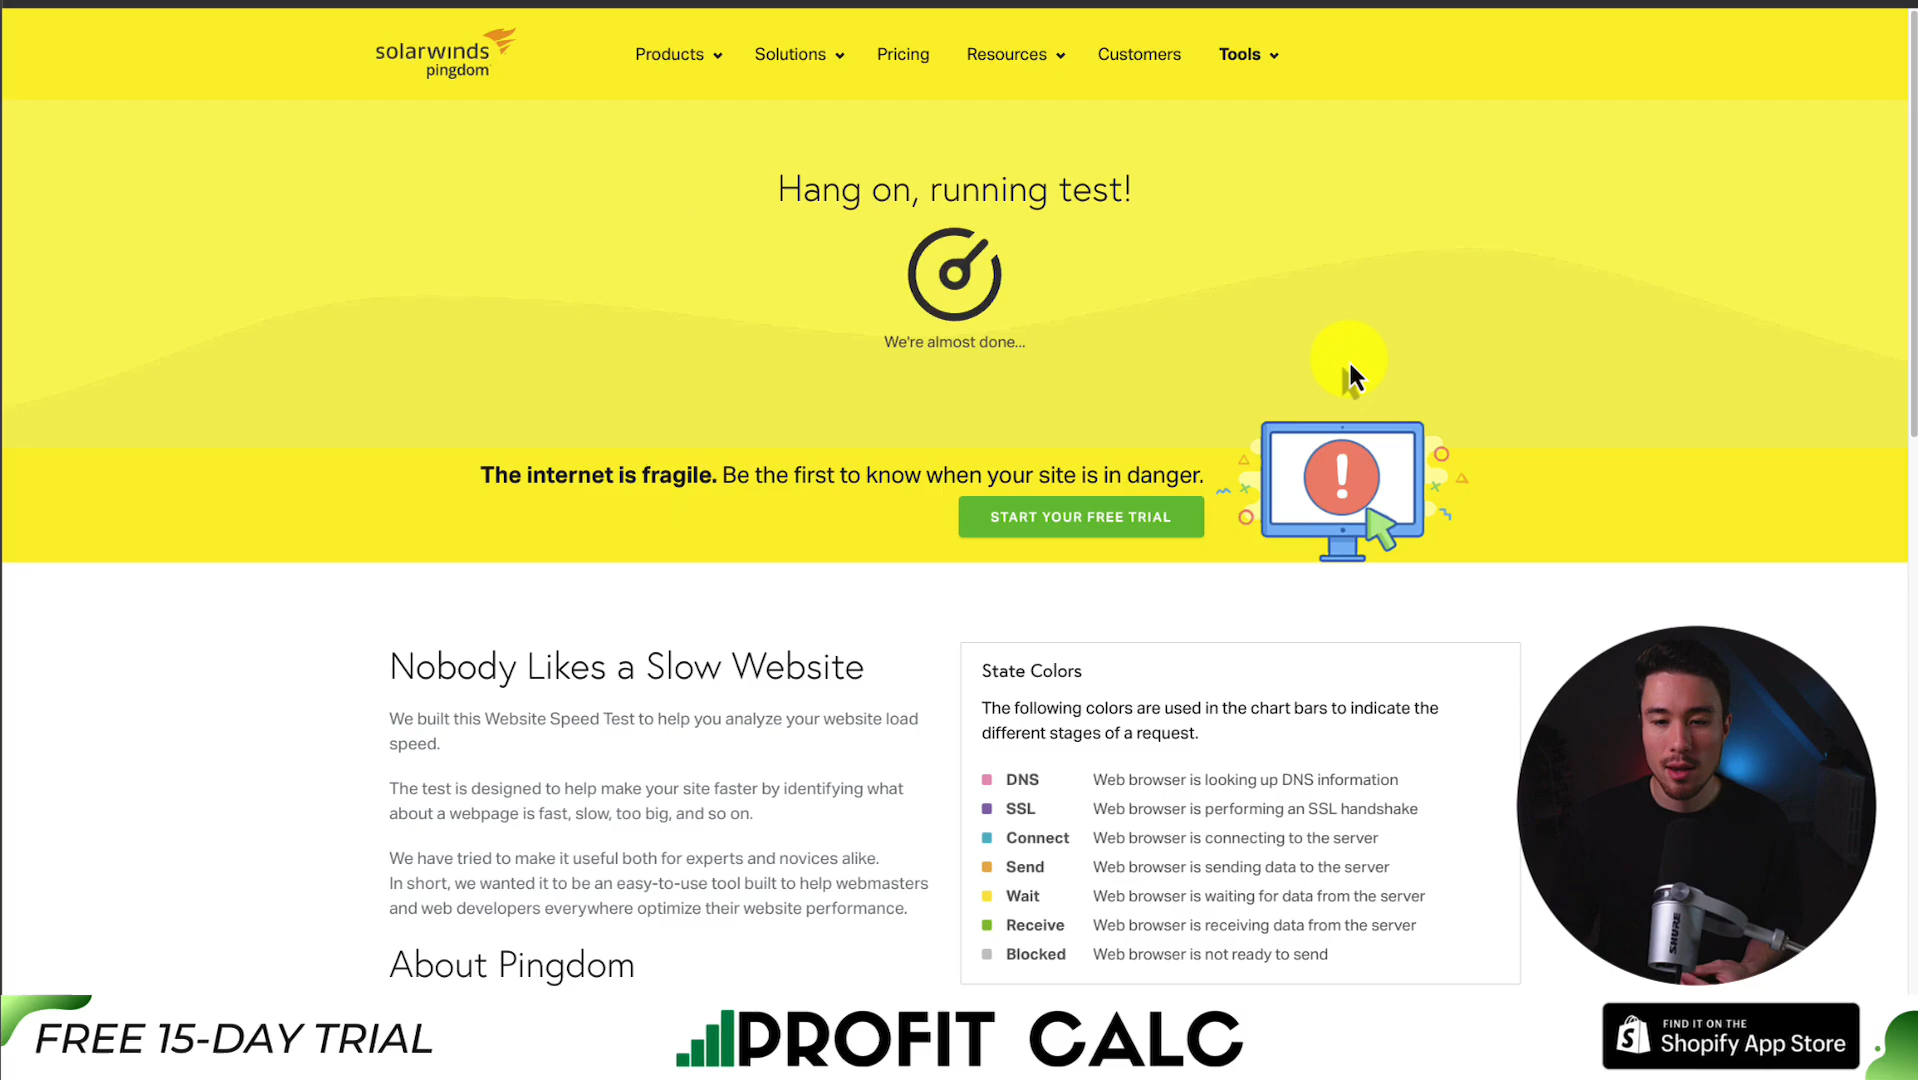 solarwinds
pingdom
Products
Solutions
Pricing
Resources
Customers
Tools
Hang on, running test!
We're almost done...
The internet is fragile. Be the first to know when your site is in danger.
START YOUR FREE TRIAL
!
Nobody Likes a Slow Website
We built this Website Speed Test to help you analyze your website load
speed.
The test is designed to help make your site faster by identifying what
about a webpage is fast, slow, too big, and so on.
We have tried to make it useful both for experts and novices alike.
In short, we wanted it to be an easy-to-use tool built to help webmasters
and web developers everywhere optimize their website performance.
About Pingdom
State Colors
The following colors are used in the chart bars to indicate the
different stages of a request.
DNS Web browser is looking up DNS information
SSL Web browser is performing an SSL handshake
Connect Web browser is connecting to the server
Send Web browser is sending data to the server
Wait Web browser is waiting for data from the server
Receive Web browser is receiving data from the server
Blocked Web browser is not ready to send
SHURE
FREE 15-DAY TRIAL
PROFIT CALC
FIND IT ON THE
Shopify App Store